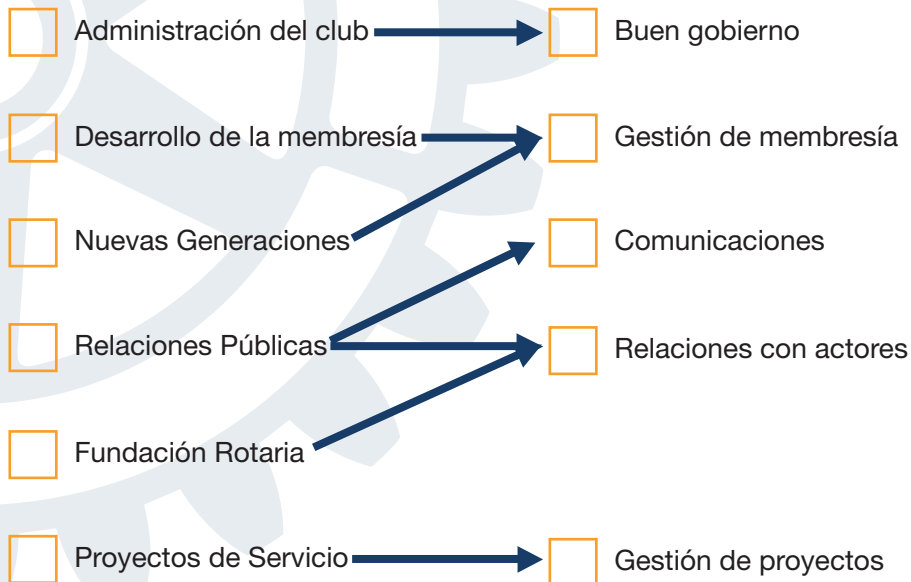 Administración del club
Buen gobierno
Desarrollo de la membresía
Gestión de membresía
Nuevas Generaciones
Comunicaciones
Relaciones Públicas
Relaciones con actores
Fundación Rotaria
Proyectos de Servicio
Gestión de proyectos